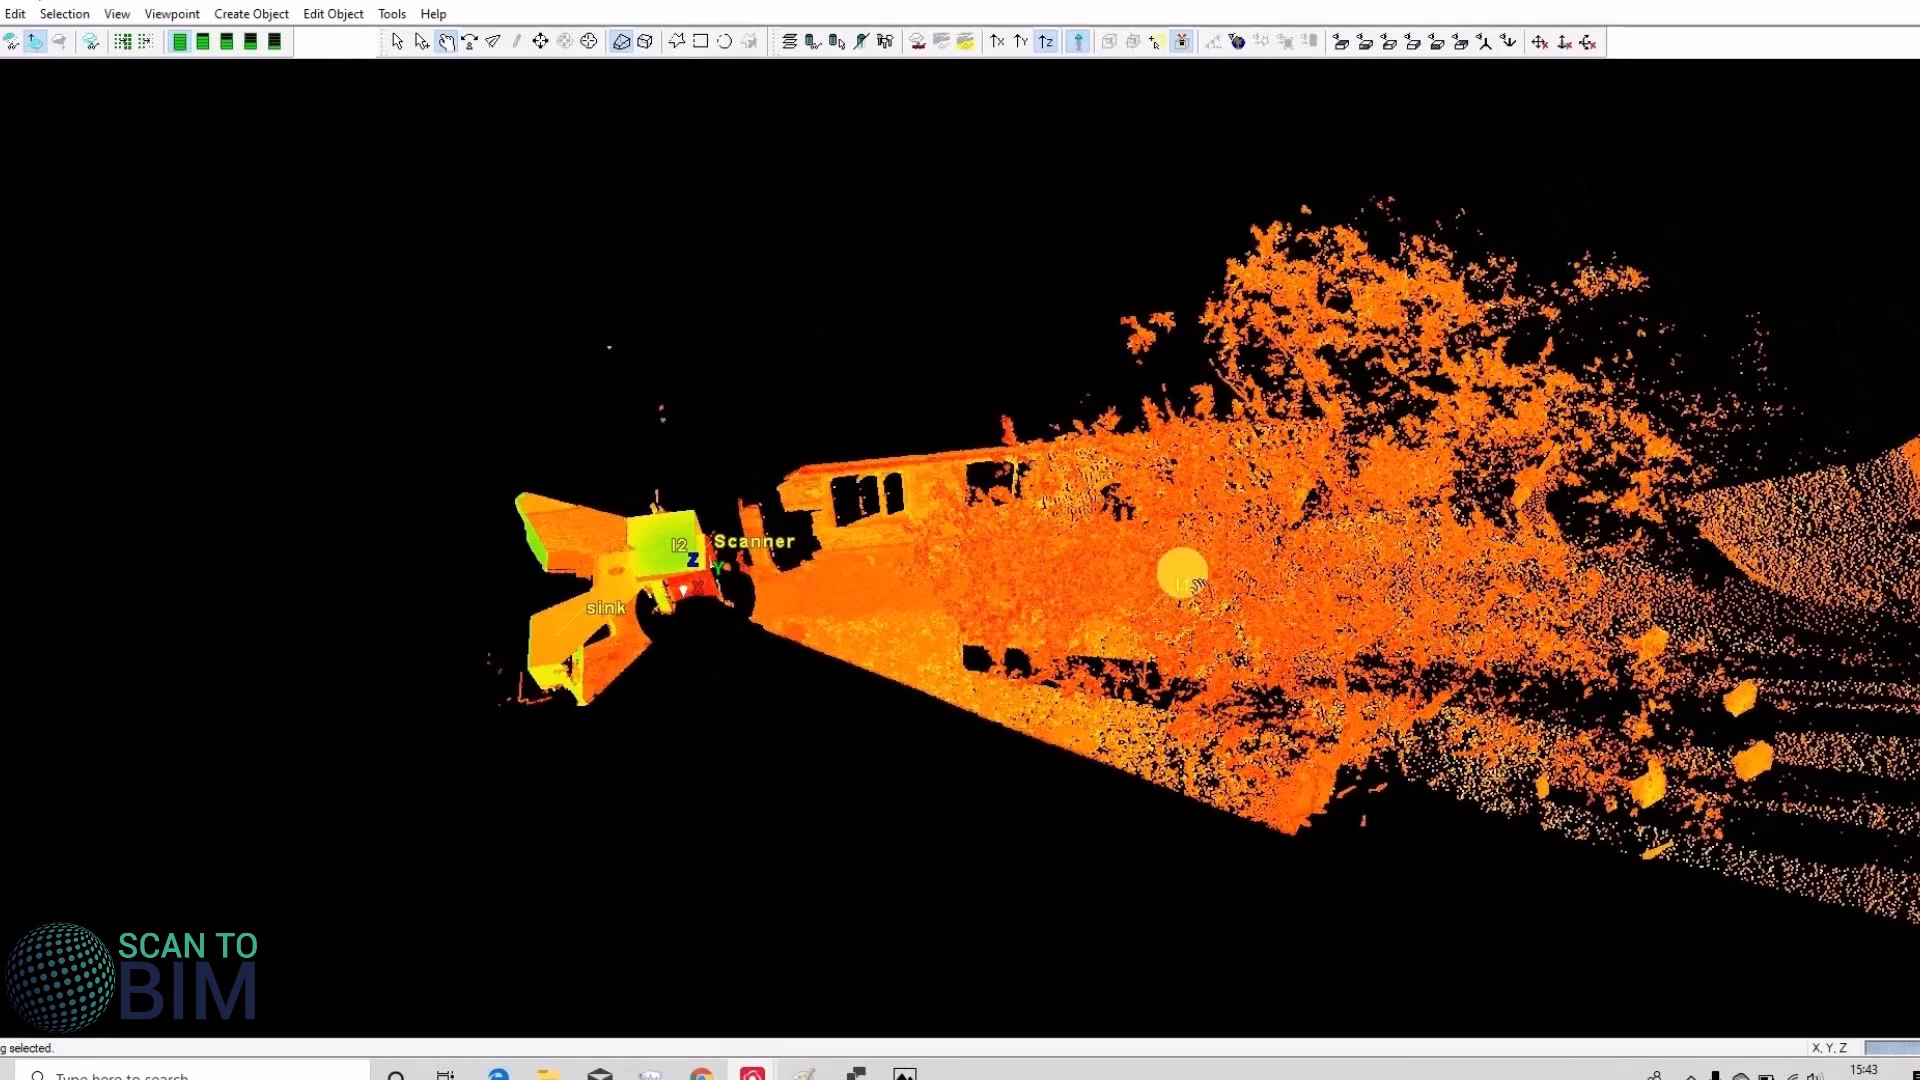 Edit Selection View Viewpoint Create Object Edit Object Tools Help
X Y Z
Scanner
l2
Z
Y
X
sink
SCAN TO
BIM
g selected.
X, Y, Z
Type here to search
15:43